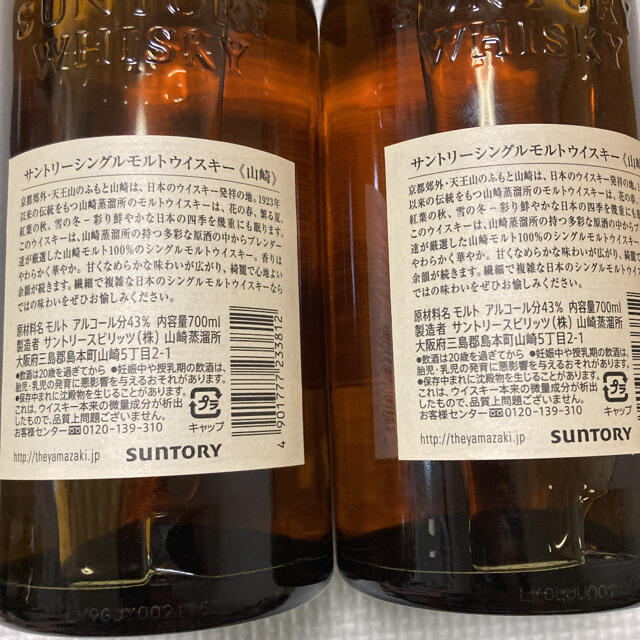 SUNTORY
WHISKY
サントリーシングルモルトウイスキー《山崎》
京都郊外・天王山のふもと山崎は、日本のウイスキー発祥の地。1923年
以来の伝統をもつ山崎蒸溜所のモルトウイスキーは、花の春、繁る夏、
紅葉の秋、雪の冬－彩り鮮やかな日本の四季を幾重にも眠ります。
このウイスキーは、山崎蒸溜所の持つ多彩な原酒の中からブレンダー
達が厳選した山崎モルト100%のシングルモルトウイスキー。香りは
やわらかく華やか。甘くなめらかな味わいが広がり、綺麗で心地よい
余韻が続きます。繊細で複雑な日本のシングルモルトウイスキーなら
ではの味わいをぜひお愉しみください。
原材料名 モルト アルコール分43% 内容量700ml
製造者 サントリースピリッツ(株) 山崎蒸溜所
大阪府三島郡島本町山崎5丁目2-1
●飲酒は20歳を過ぎてから ●妊娠中や授乳期の飲酒は、
胎児・乳児の発育に悪影響を与えるおそれがあります。
●保存中まれに沈殿物を生じることがありますが、
これは、ウイスキー本来の微量成分が析出
したもので、品質上問題ございません。
お客様センター 0120-139-310
プラ
キャップ
http://theyamazaki.jp
SUNTORY
4 901777 233812
SUNTORY
WHISKY
サントリーシングルモルトウイスキー《山崎
京都郊外・天王山のふもと山崎は、日本のウイスキー発祥の地。
以来の伝統をもつ山崎蒸溜所のモルトウイスキーは、花の春、
紅葉の秋、雪の冬－彩り鮮やかな日本の四季を幾重にも
このウイスキーは、山崎蒸溜所の持つ多彩な原酒の中から
達が厳選した山崎モルト100%のシングルモルトウイスキー
やわらかく華やか。甘くなめらかな味わいが広がり、綺麗
余韻が続きます。繊細で複雑な日本のシングルモルトウイ
ではの味わいをぜひお愉しみください。
原材料名 モルト アルコール分43% 内容量700ml
製造者 サントリースピリッツ(株) 山崎蒸溜所
大阪府三島郡島本町山崎5丁目2-1
●飲酒は20歳を過ぎてから ●妊娠中や授乳期の飲酒は、
胎児・乳児の発育に悪影響を与えるおそれがあります。
●保存中まれに沈殿物を生じることがありますが、
これは、ウイスキー本来の微量成分が析出
したもので、品質上問題ございません。
お客様センター 0120-139-310
プラ
キャップ
http://theyamazaki.jp
SUNTORY